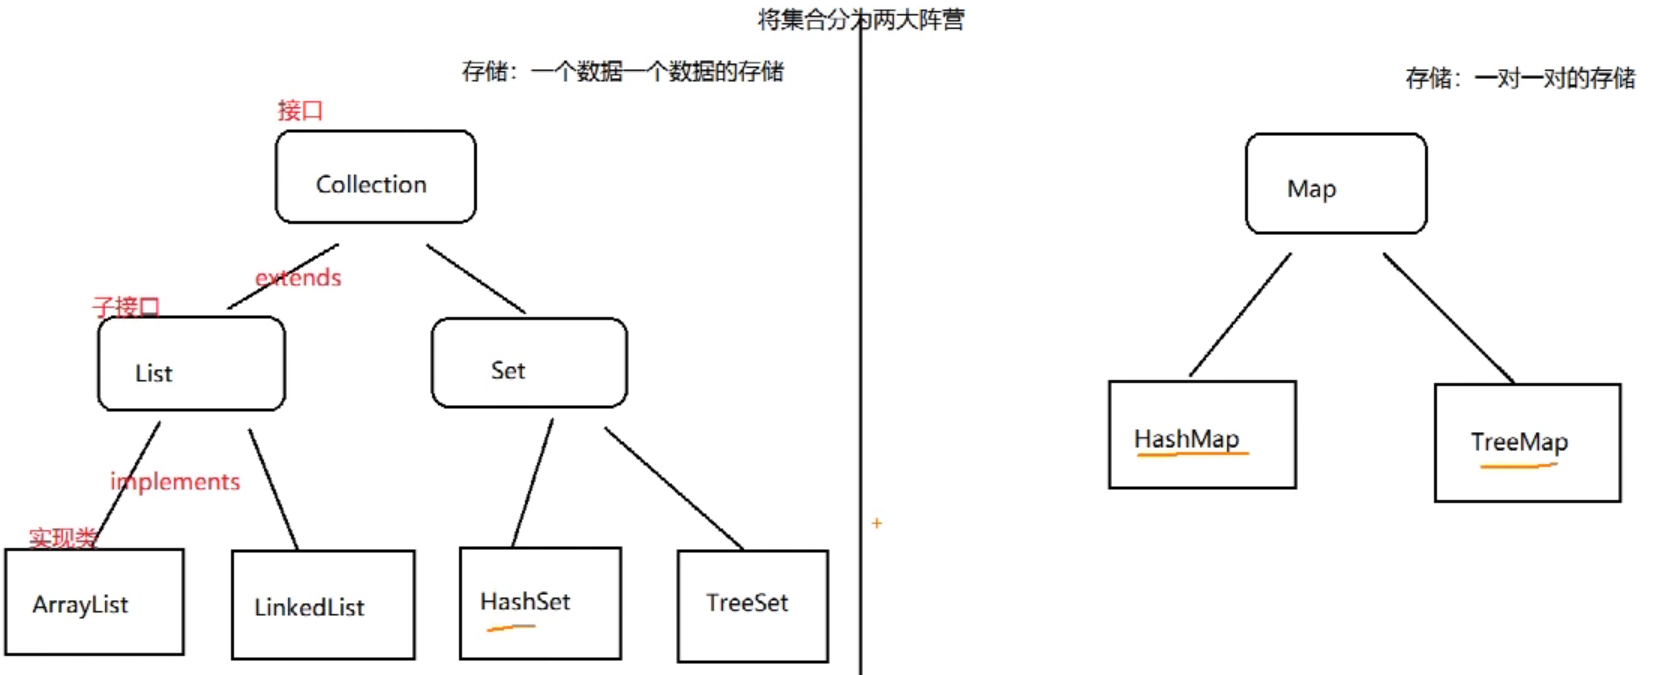 将集合分为两大阵营
存储：一个数据一个数据的存储
存储：一对一对的存储
接口
Collection
Map
extends
子接口
List
Set
HashMap
TreeMap
implements
实现类
ArrayList
LinkedList
HashSet
TreeSet